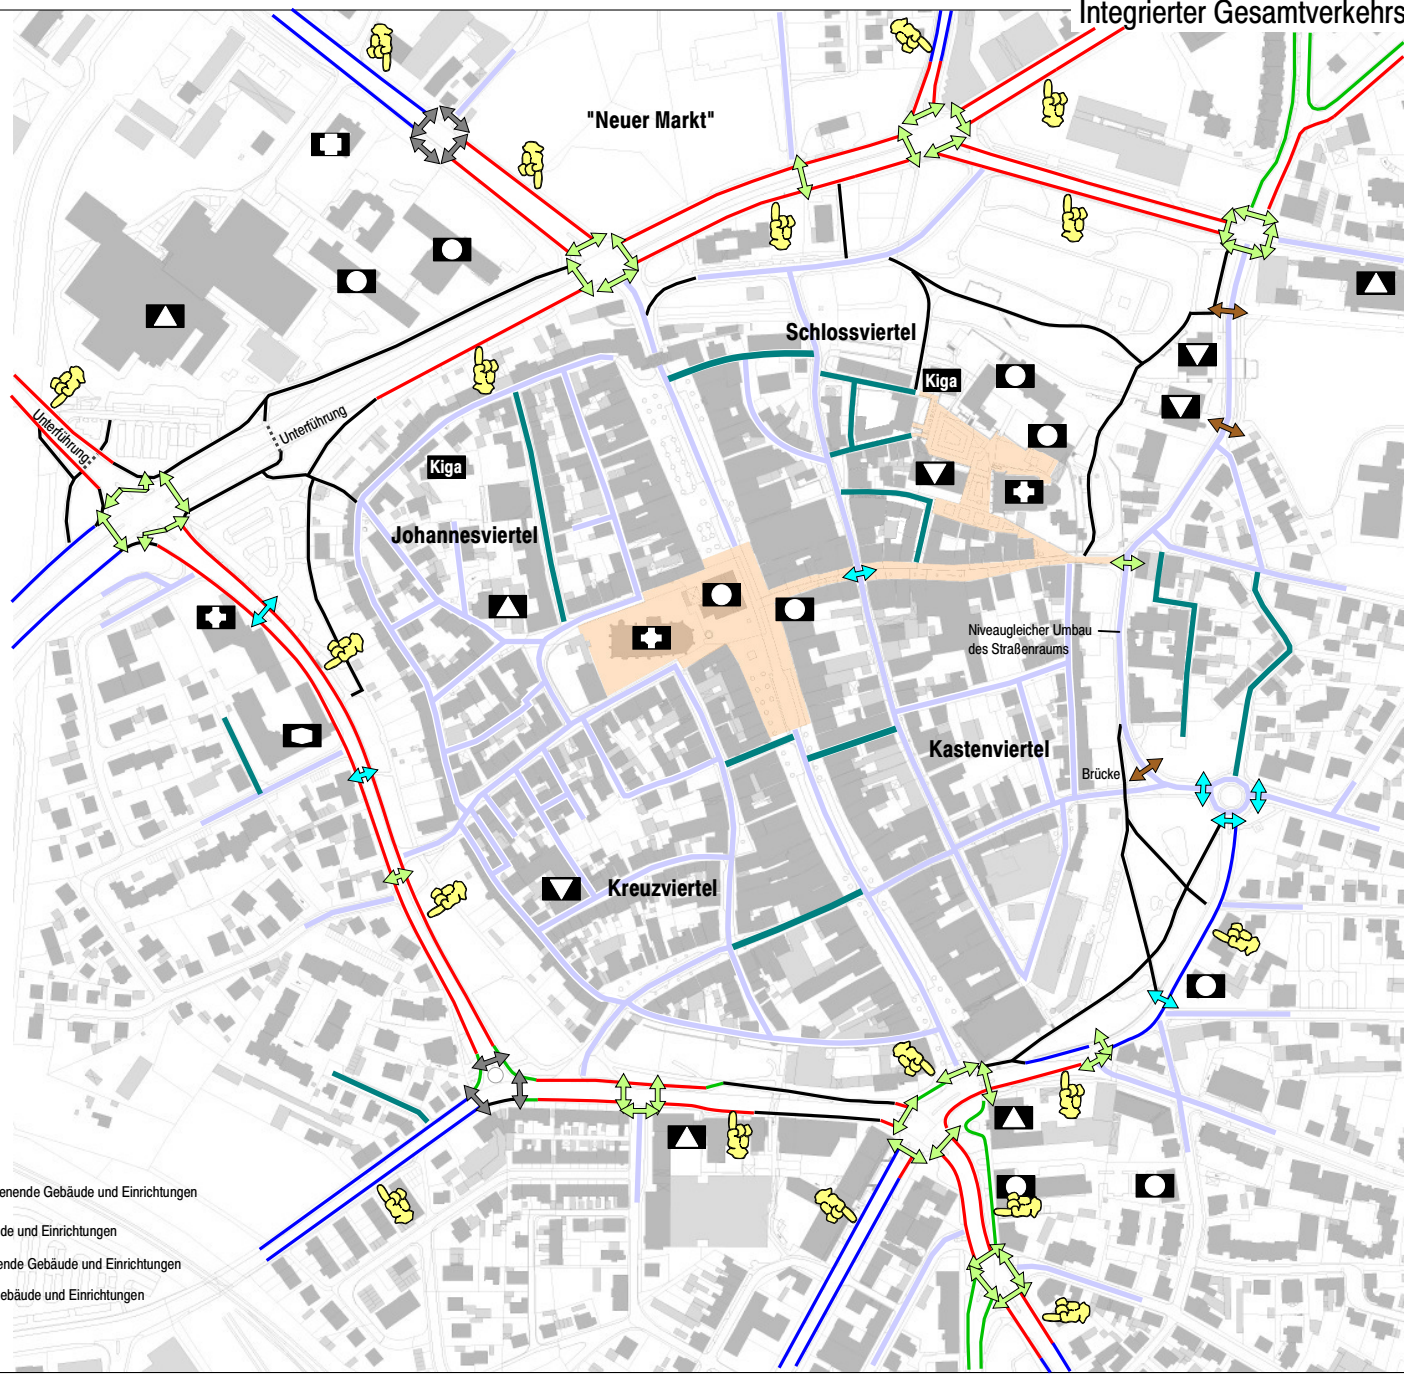 Integrierter Gesamtverkehrs
"Neuer Markt"
Schlossviertel
Kiga
Unterführung
Unterführung
Kiga
Johannesviertel
Niveaugleicher Umbau
des Straßenraums
Kastenviertel
Brücke
Kreuzviertel
enende Gebäude und Einrichtungen
de und Einrichtungen
ende Gebäude und Einrichtungen
ebäude und Einrichtungen